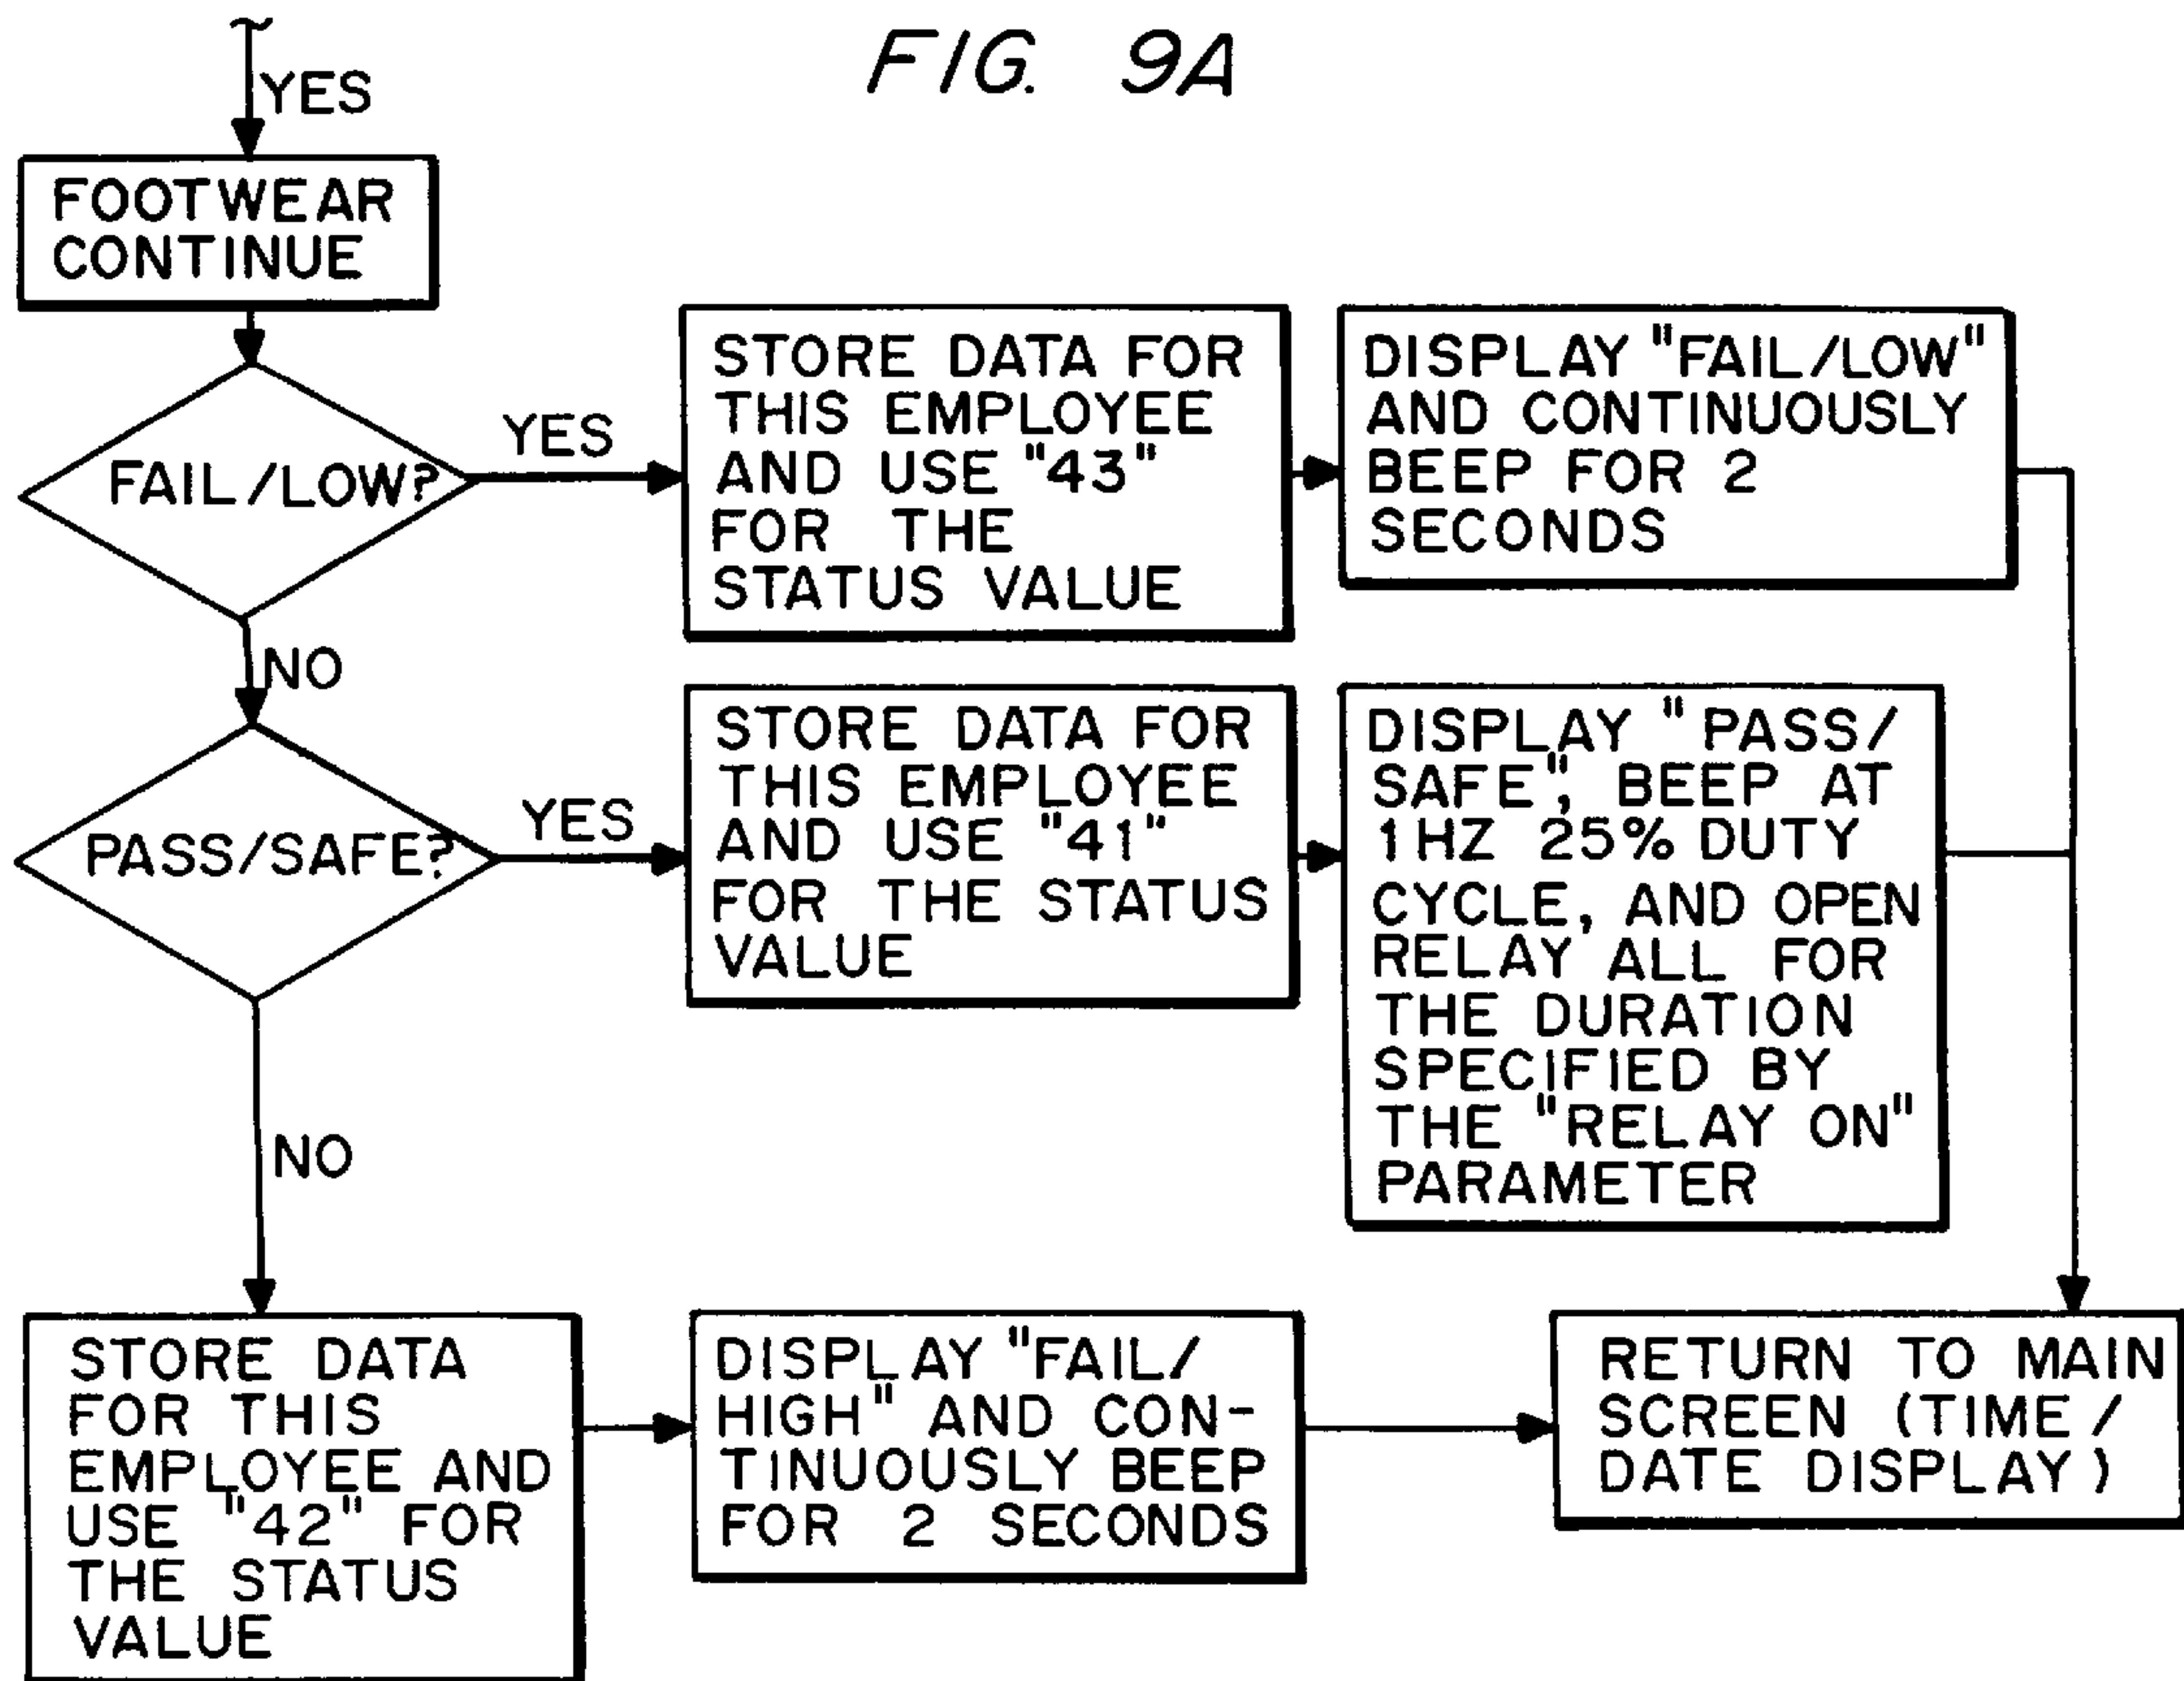 FIG. 9A
YES
FOOTWEAR
CONTINUE
FAIL/LOW?
YES
STORE DATA FOR
THIS EMPLOYEE
AND USE "43"
FOR THE
STATUS VALUE
DISPLAY "FAIL/LOW"
AND CONTINUOUSLY
BEEP FOR 2
SECONDS
NO
PASS/SAFE?
YES
STORE DATA FOR
THIS EMPLOYEE
AND USE "41"
FOR THE STATUS
VALUE
DISPLAY "PASS/
SAFE", BEEP AT
1HZ 25% DUTY
CYCLE, AND OPEN
RELAY ALL FOR
THE DURATION
SPECIFIED BY
THE "RELAY ON"
PARAMETER
NO
STORE DATA
FOR THIS
EMPLOYEE AND
USE "42" FOR
THE STATUS
VALUE
DISPLAY "FAIL/
HIGH" AND CON-
TINUOUSLY BEEP
FOR 2 SECONDS
RETURN TO MAIN
SCREEN (TIME/
DATE DISPLAY)